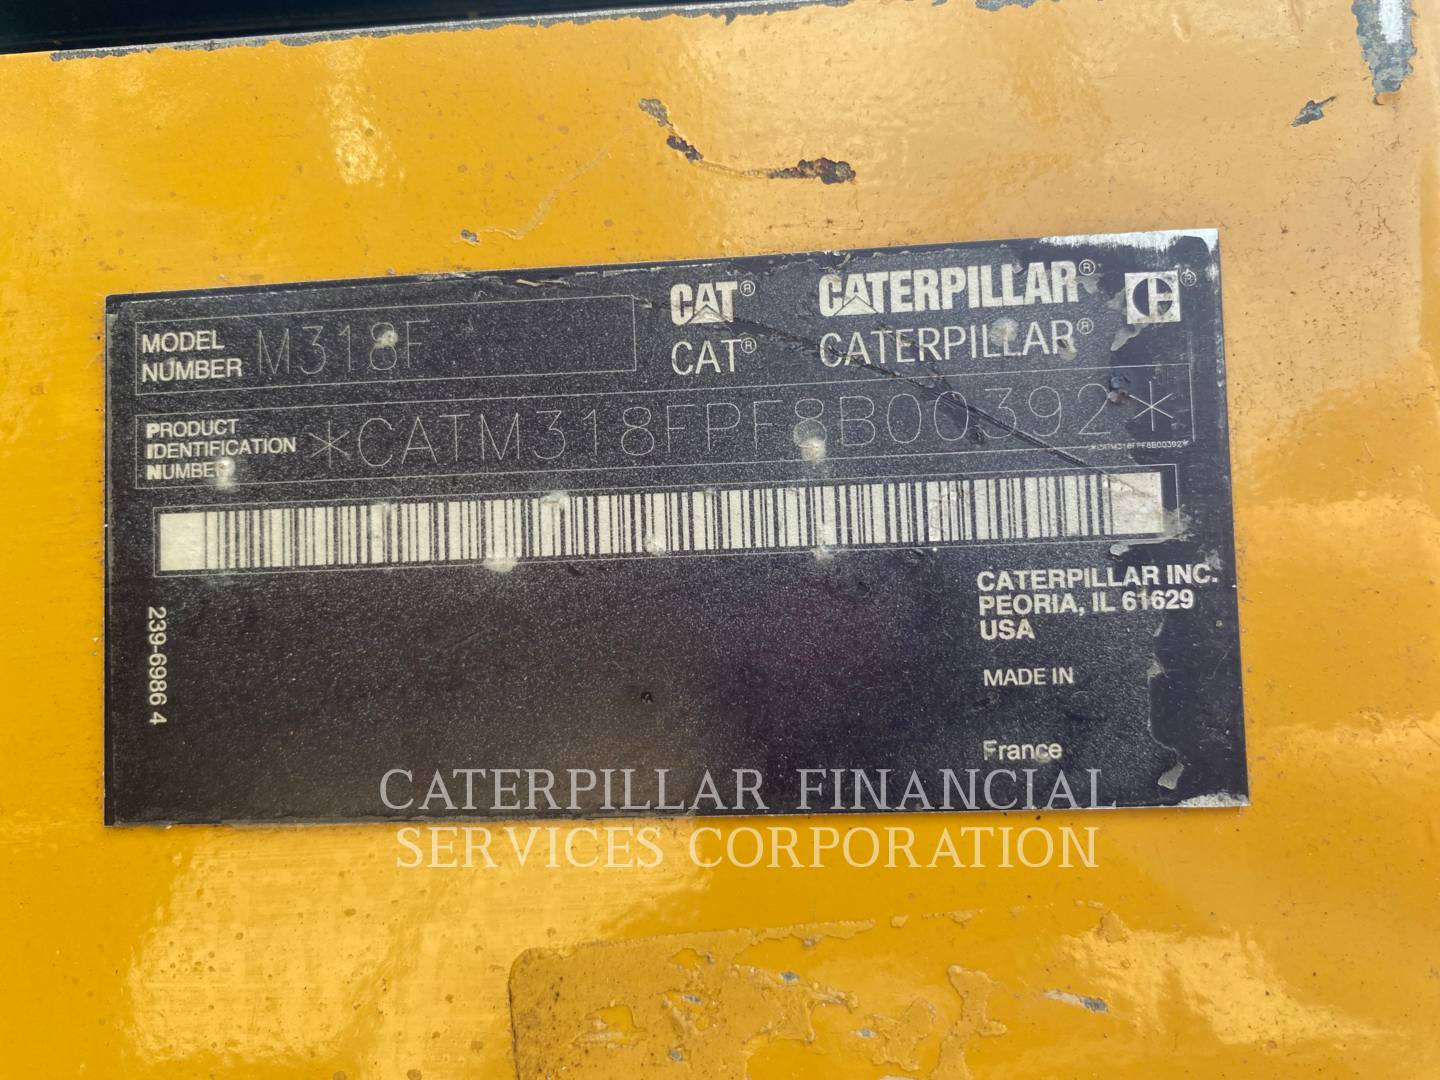 MODEL
NUMBER M318F
CAT® CATERPILLAR®
CAT® CATERPILLAR®
PRODUCT
IDENTIFICATION
NUMBER *CATM318FPF8B00392*
*CATM318FPF8B00392*
CATERPILLAR INC.
PEORIA, IL 61629
USA
MADE IN
France
239-6986 4
CATERPILLAR FINANCIAL
SERVICES CORPORATION